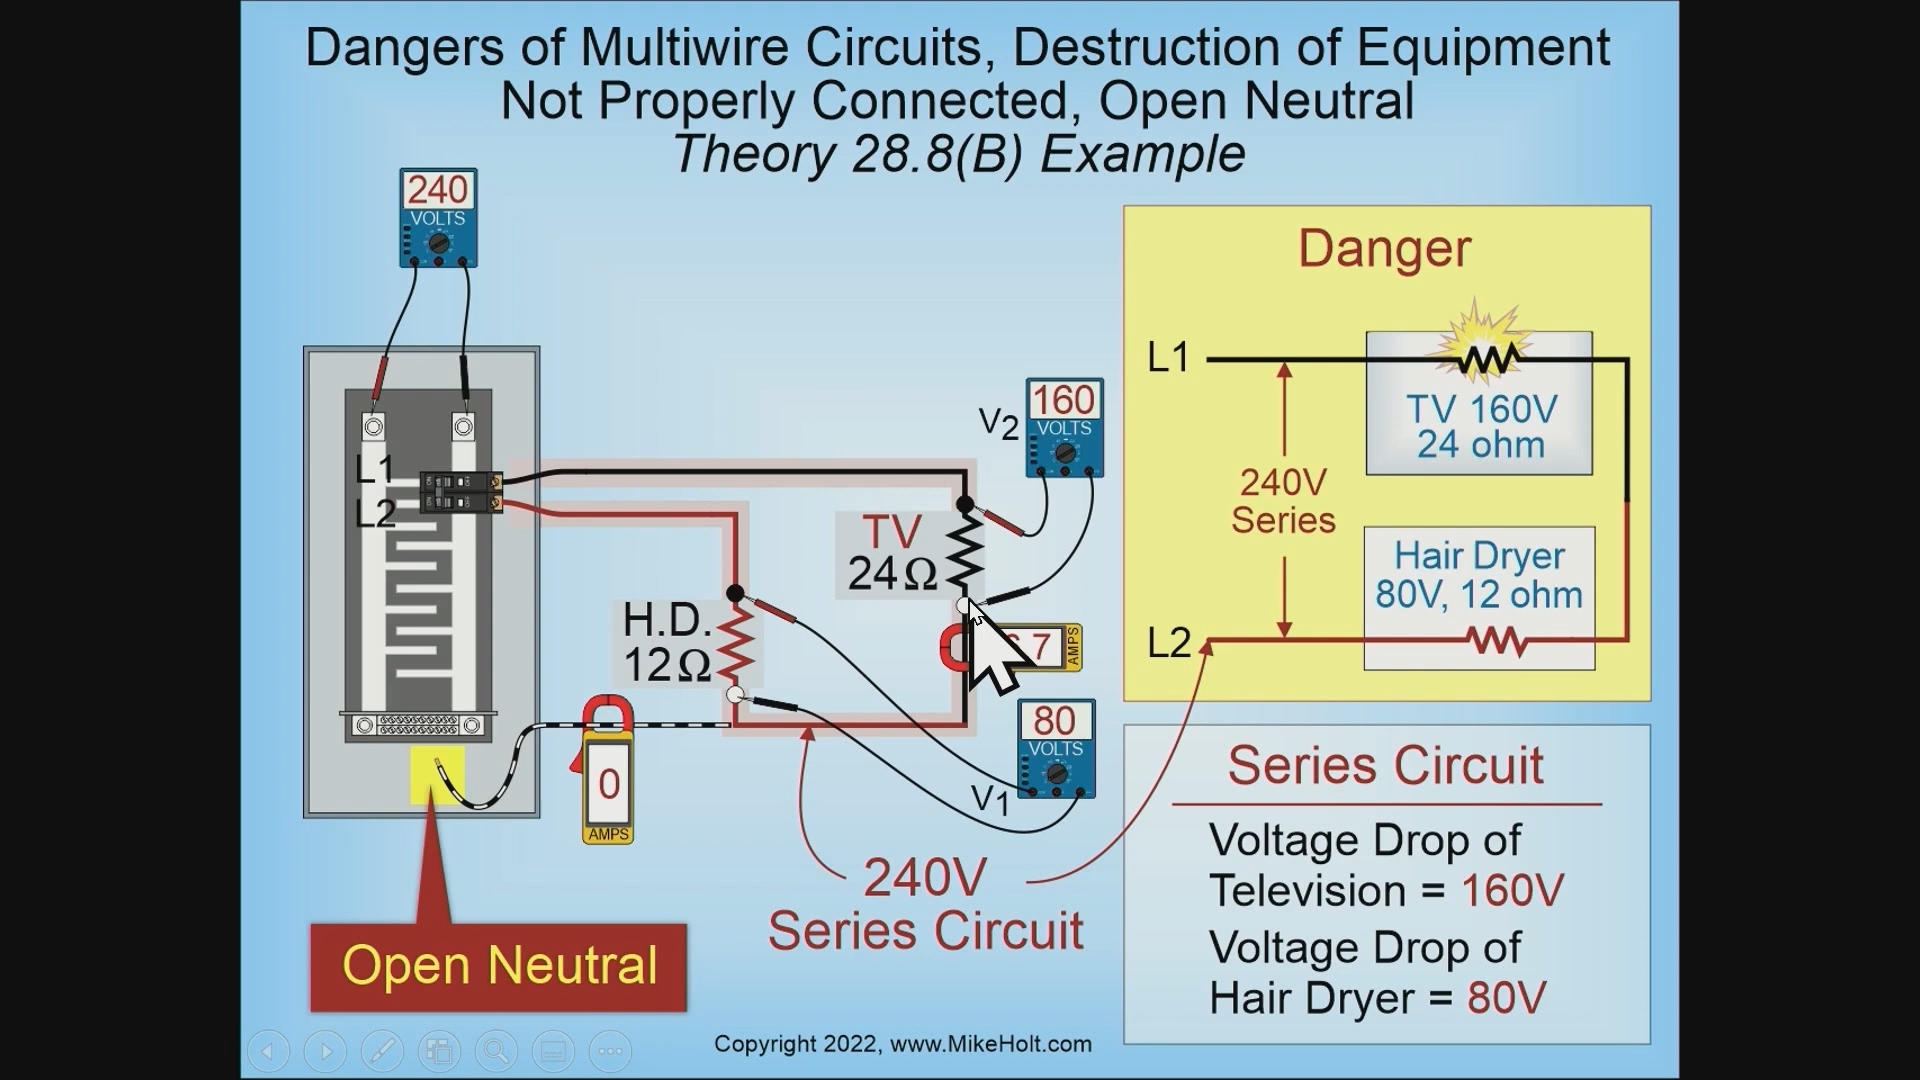 Dangers of Multiwire Circuits, Destruction of Equipment
Not Properly Connected, Open Neutral
Theory 28.8(B) Example
240
VOLTS
L1
L2
H.D.
12Ω
TV
24Ω
V2
160
VOLTS
7
AMPS
80
VOLTS
V1
0
AMPS
240V
Series Circuit
Open Neutral
Danger
L1
TV 160V
24 ohm
240V
Series
Hair Dryer
80V, 12 ohm
L2
Series Circuit
Voltage Drop of
Television = 160V
Voltage Drop of
Hair Dryer = 80V
Copyright 2022, www.MikeHolt.com